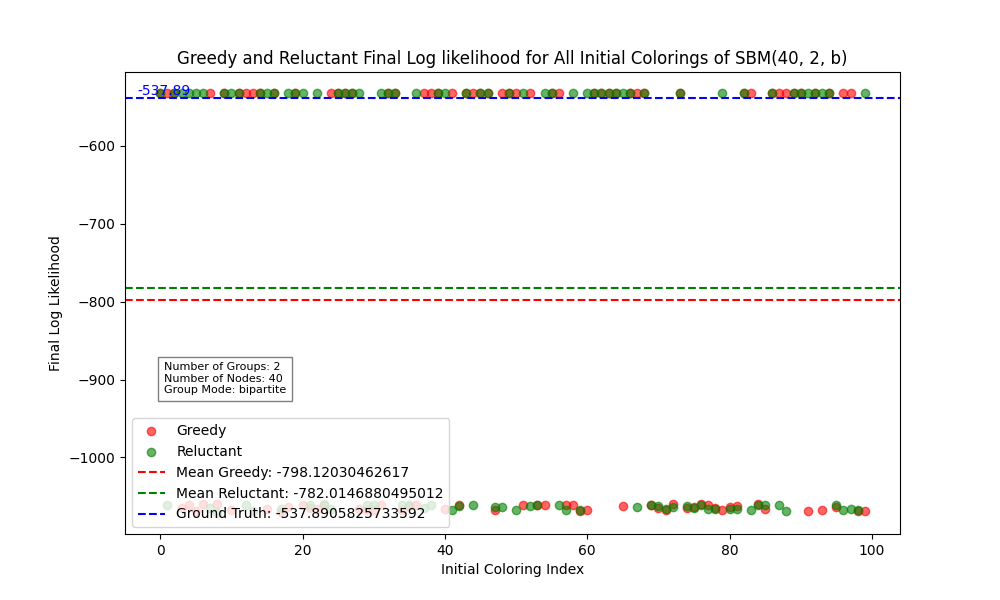 Greedy and Reluctant Final Log likelihood for All Initial Colorings of SBM(40, 2, b)
-537.89
−600
−700
−800
−900
−1000
Final Log Likelihood
Number of Groups: 2
Number of Nodes: 40
Group Mode: bipartite
Greedy
Reluctant
Mean Greedy: -798.12030462617
Mean Reluctant: -782.0146880495012
Ground Truth: -537.8905825733592
0 20 40 60 80 100
Initial Coloring Index